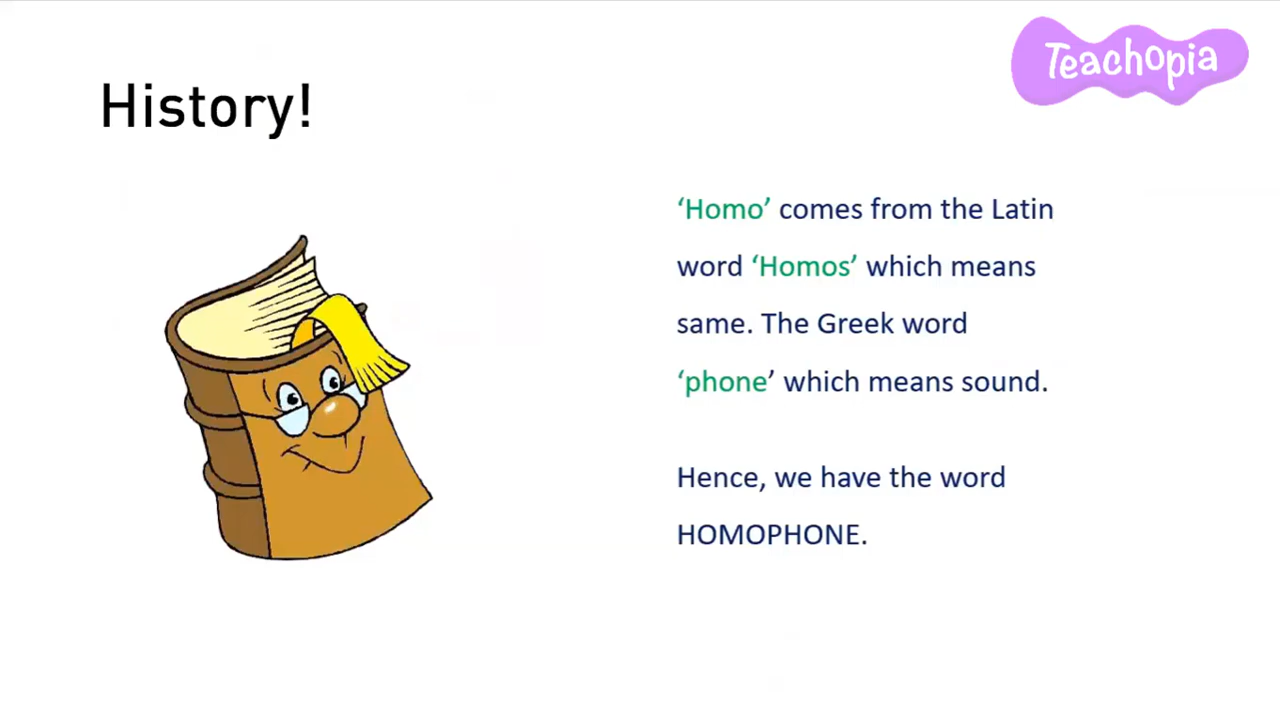 Teachopia
History!
‘Homo’ comes from the Latin
word ‘Homos’ which means
same. The Greek word
‘phone’ which means sound.
Hence, we have the word
HOMOPHONE.